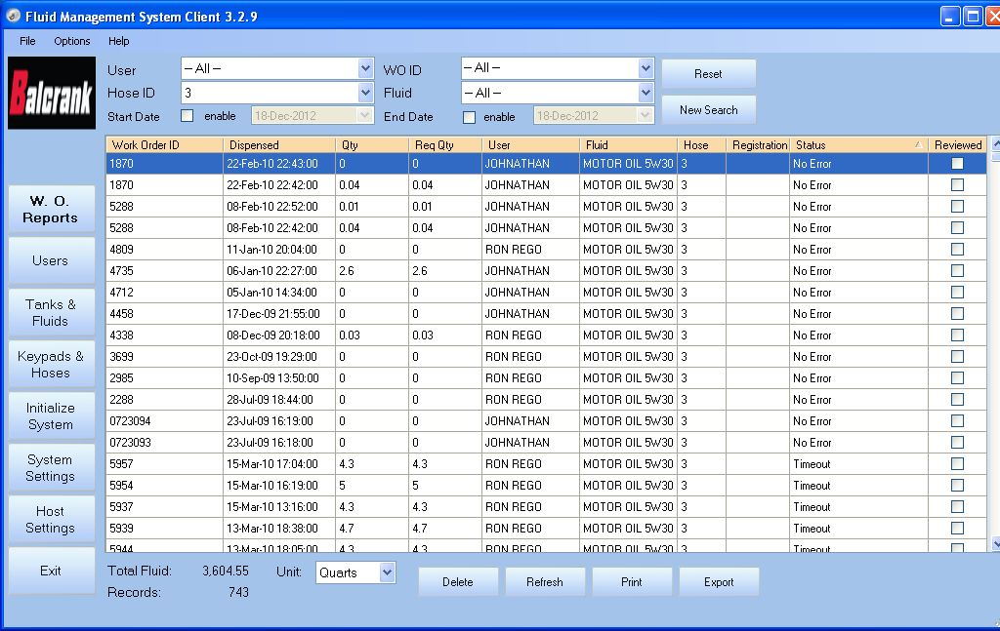 Fluid Management System Client 3.2.9
File Options Help
Balcrank
User -- All -- WO ID -- All -- Reset
Hose ID 3 Fluid -- All -- New Search
Start Date enable 18-Dec-2012 End Date enable 18-Dec-2012
Work Order ID Dispensed Qty Req Qty User Fluid Hose Registration Status Reviewed
1870 22-Feb-10 22:43:00 0 0 JOHNATHAN MOTOR OIL 5W30 3 No Error
1870 22-Feb-10 22:42:00 0.04 0.04 JOHNATHAN MOTOR OIL 5W30 3 No Error
5288 08-Feb-10 22:52:00 0.01 0.01 JOHNATHAN MOTOR OIL 5W30 3 No Error
5288 08-Feb-10 22:42:00 0.04 0.04 JOHNATHAN MOTOR OIL 5W30 3 No Error
4809 11-Jan-10 20:04:00 0 0 RON REGO MOTOR OIL 5W30 3 No Error
4735 06-Jan-10 22:27:00 2.6 2.6 JOHNATHAN MOTOR OIL 5W30 3 No Error
4712 05-Jan-10 14:34:00 0 0 JOHNATHAN MOTOR OIL 5W30 3 No Error
4458 17-Dec-09 21:55:00 0 0 JOHNATHAN MOTOR OIL 5W30 3 No Error
4338 08-Dec-09 20:18:00 0.03 0.03 RON REGO MOTOR OIL 5W30 3 No Error
3699 23-Oct-09 19:29:00 0 0 RON REGO MOTOR OIL 5W30 3 No Error
2985 10-Sep-09 13:50:00 0 0 RON REGO MOTOR OIL 5W30 3 No Error
2288 28-Jul-09 18:44:00 0 0 RON REGO MOTOR OIL 5W30 3 No Error
0723094 23-Jul-09 16:19:00 0 0 JOHNATHAN MOTOR OIL 5W30 3 No Error
0723093 23-Jul-09 16:18:00 0 0 JOHNATHAN MOTOR OIL 5W30 3 No Error
5957 15-Mar-10 17:04:00 4.3 4.3 RON REGO MOTOR OIL 5W30 3 Timeout
5954 15-Mar-10 16:19:00 5 5 RON REGO MOTOR OIL 5W30 3 Timeout
5937 15-Mar-10 13:16:00 4.3 4.3 RON REGO MOTOR OIL 5W30 3 Timeout
5939 13-Mar-10 18:38:00 4.7 4.7 RON REGO MOTOR OIL 5W30 3 Timeout
5944 13-Mar-10 18:05:00 4.3 4.3 RON REGO MOTOR OIL 5W30 3 Timeout
W. O.
Reports
Users
Tanks &
Fluids
Keypads &
Hoses
Initialize
System
System
Settings
Host
Settings
Exit
Total Fluid: 3,604.55 Unit: Quarts Delete Refresh Print Export
Records: 743